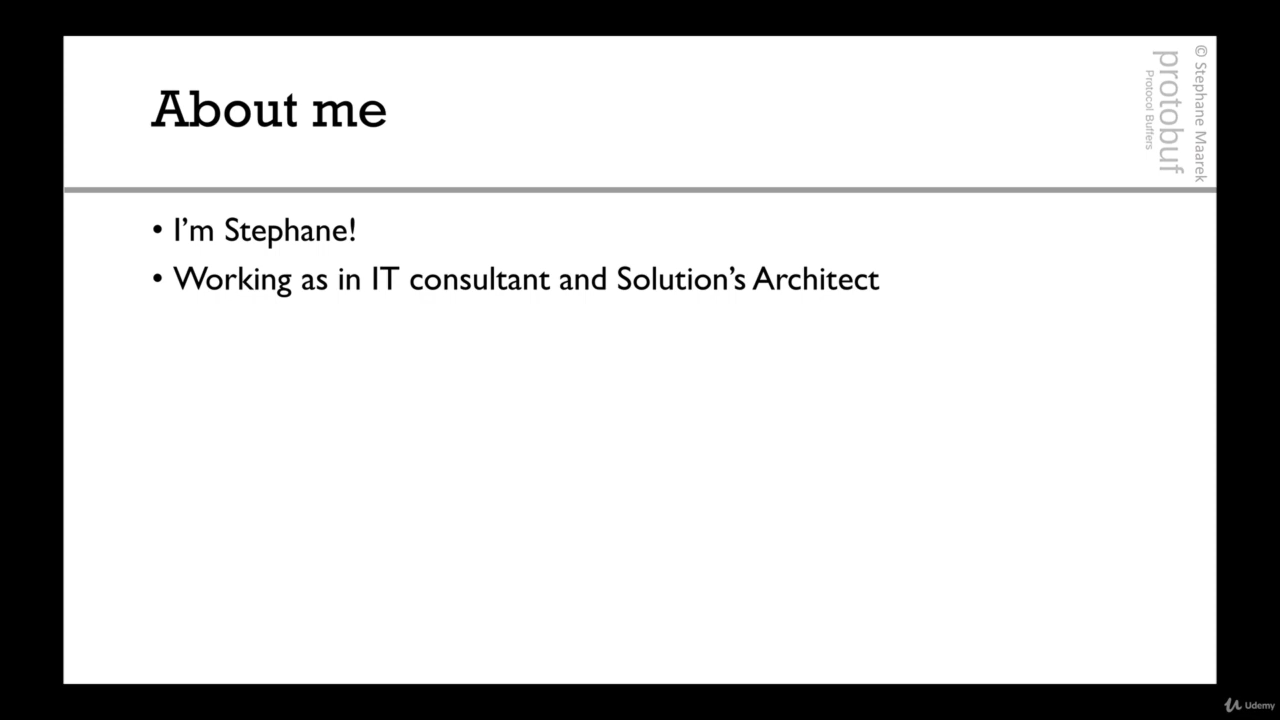 About me
© Stephane Maarek
protobuf
Protocol Buffers
• I'm Stephane!
• Working as in IT consultant and Solution's Architect
Udemy